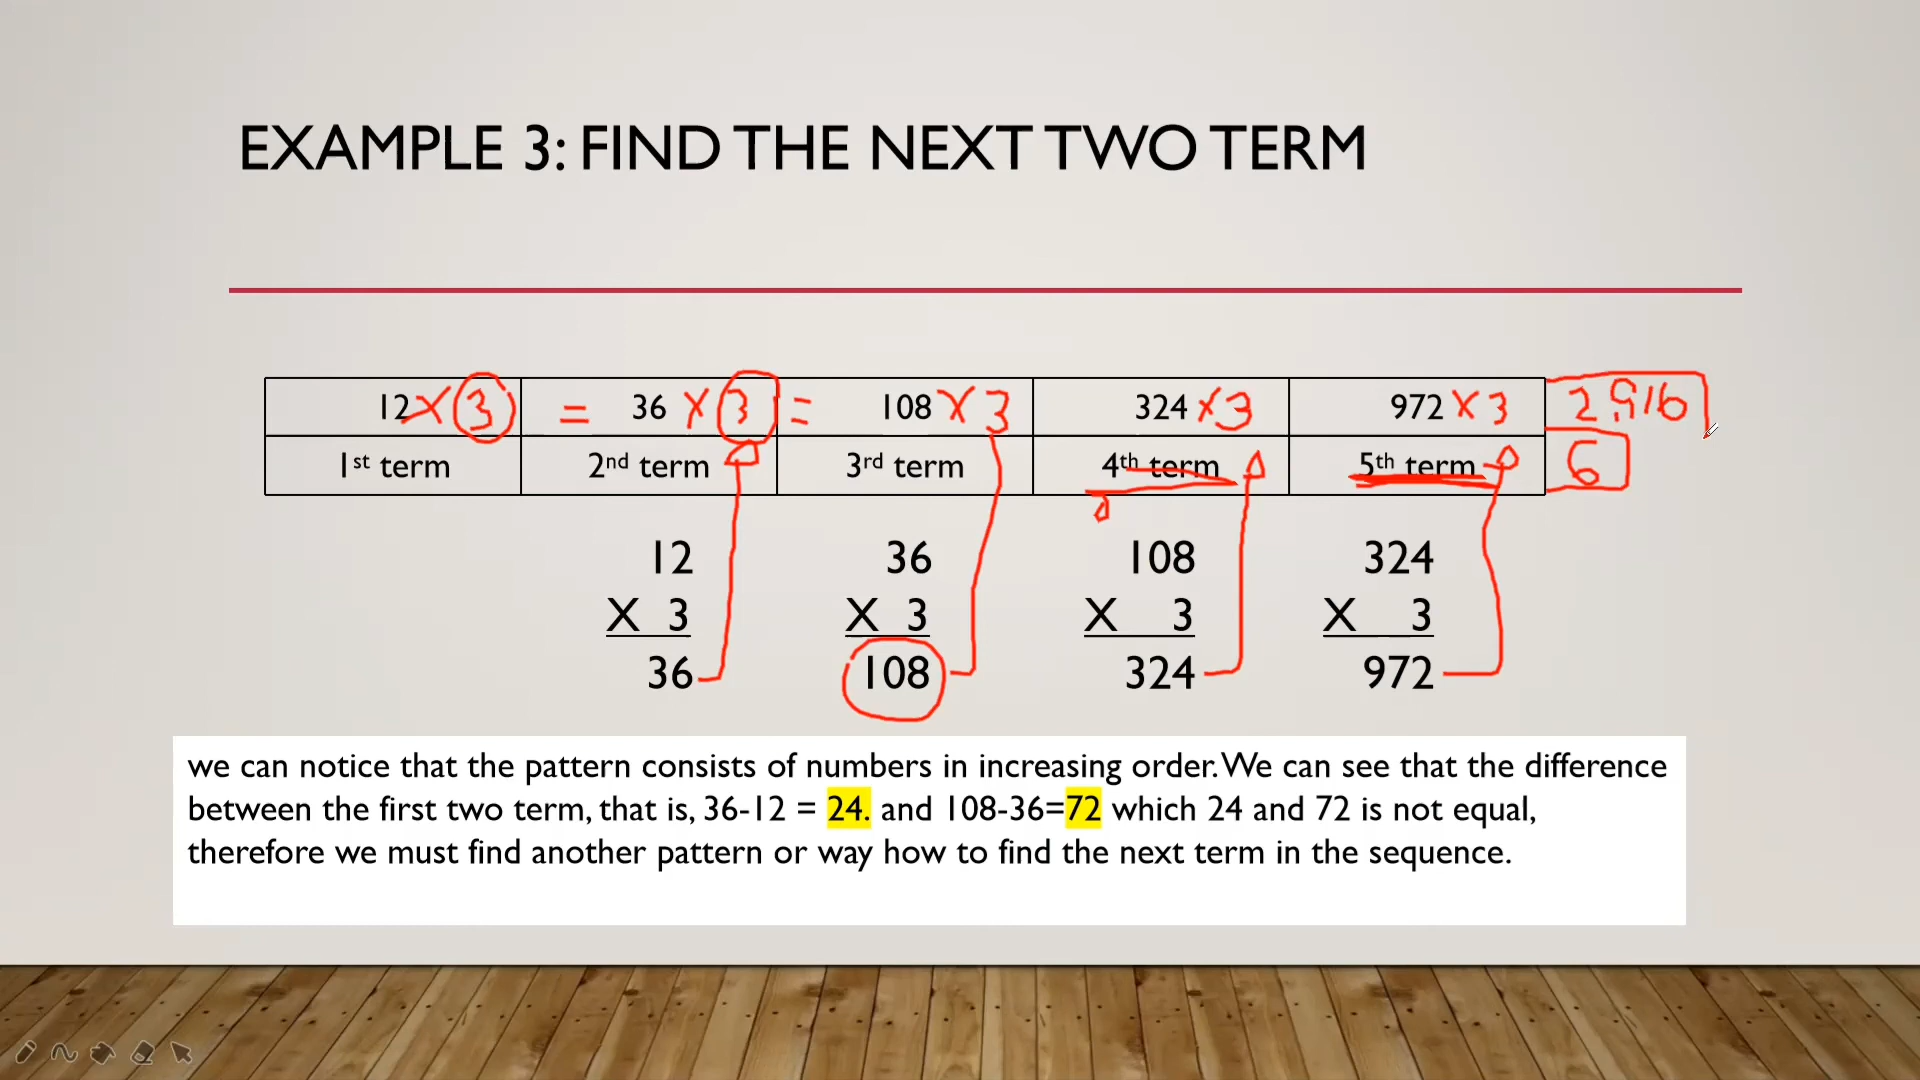 EXAMPLE 3: FIND THE NEXT TWO TERM
12 X 3 = 36 X 3 = 108 X 3 324 X 3 972 X 3 2,916
1st term 2nd term 3rd term 4th term 5th term 6
12 36 108 324
X 3 X 3 X 3 X 3
36 108 324 972
we can notice that the pattern consists of numbers in increasing order. We can see that the difference
between the first two term, that is, 36-12 = 24. and 108-36=72 which 24 and 72 is not equal,
therefore we must find another pattern or way how to find the next term in the sequence.